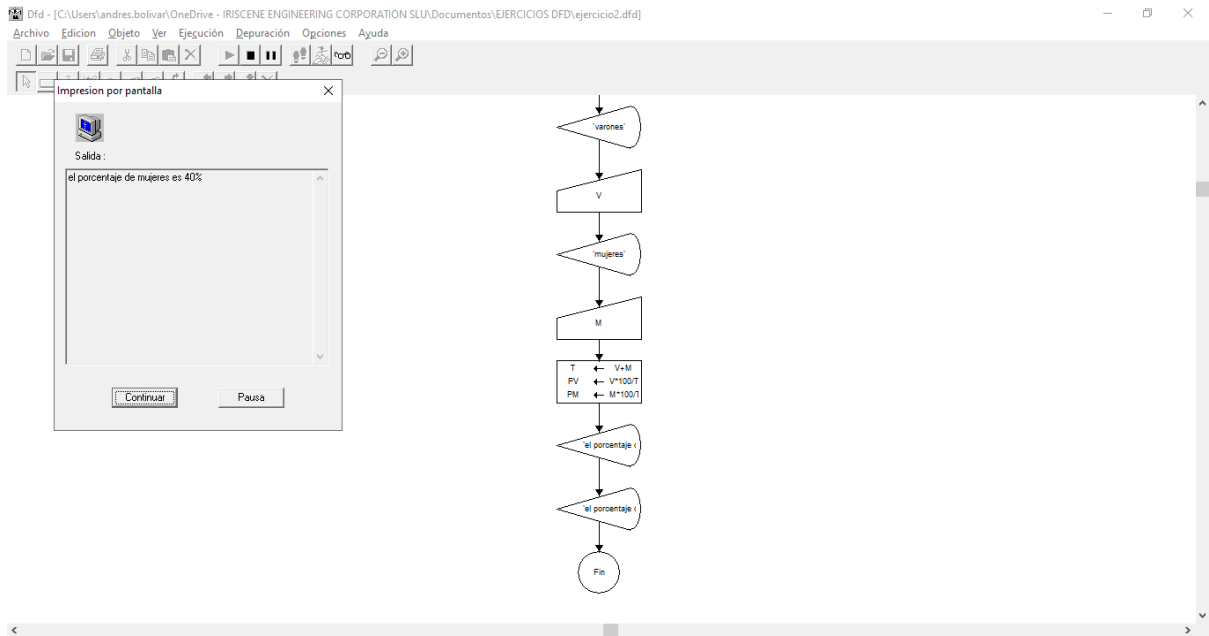 Dfd - [C:\Users\andres.bolivar\OneDrive - IRISCENE ENGINEERING CORPORATION SLU\Documentos\EJERCICIOS DFD\ejercicio2.dfd]
Archivo Edicion Objeto Ver Ejecución Depuración Opciones Ayuda
Impresion por pantalla
Salida :
el porcentaje de mujeres es 40%
Continuar Pausa
'varones'
V
'mujeres'
M
T ← V+M
PV ← V*100/T
PM ← M*100/T
'el porcentaje d
'el porcentaje d
Fin